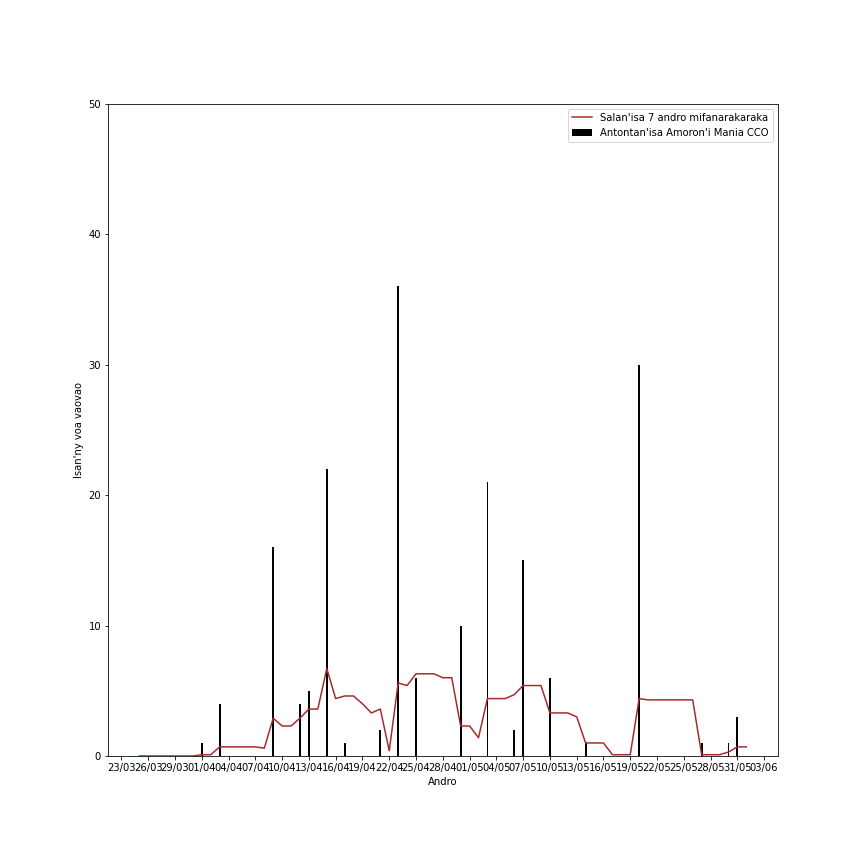 50
Salan'isa 7 andro mifanarakaraka
Antontan'isa Amoron'i Mania CCO
40
30
Isan'ny voa vaovao
20
10
0
23/03 26/03 29/03 01/04 04/04 07/04 10/04 13/04 16/04 19/04 22/04 25/04 28/04 01/05 04/05 07/05 10/05 13/05 16/05 19/05 22/05 25/05 28/05 31/05 03/06
Andro